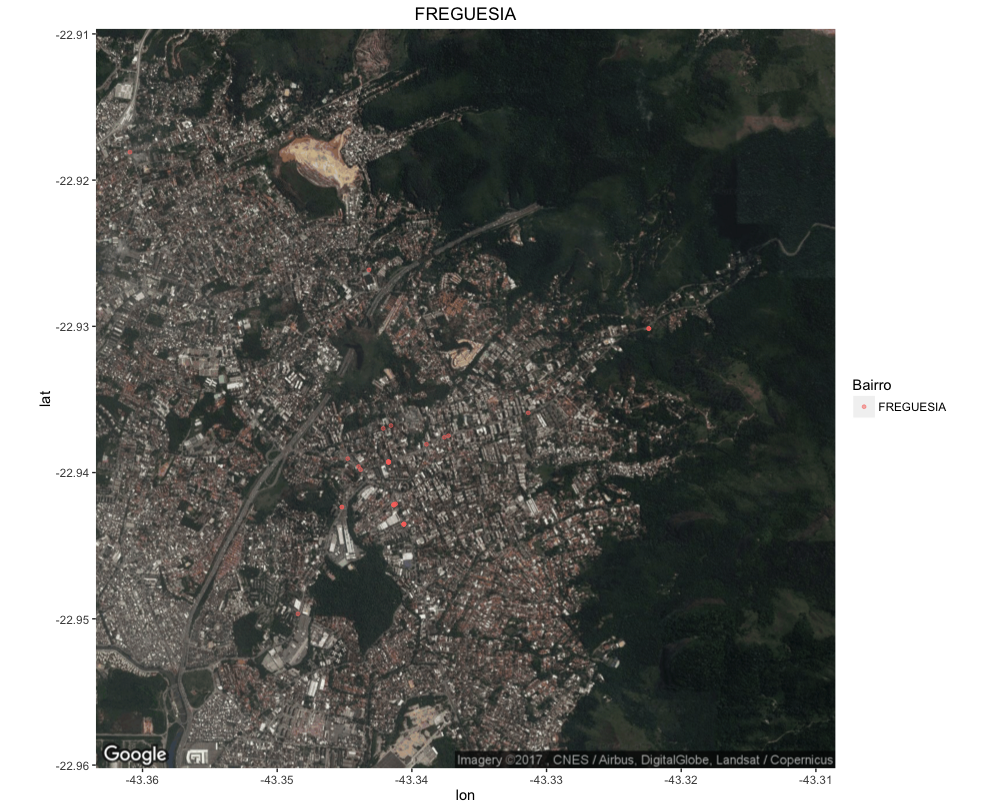 FREGUESIA
-22.91
-22.92
-22.93
-22.94
-22.95
-22.96
lat
Google
Imagery ©2017 , CNES / Airbus, DigitalGlobe, Landsat / Copernicus
-43.36
-43.35
-43.34
-43.33
-43.32
-43.31
lon
Bairro
FREGUESIA